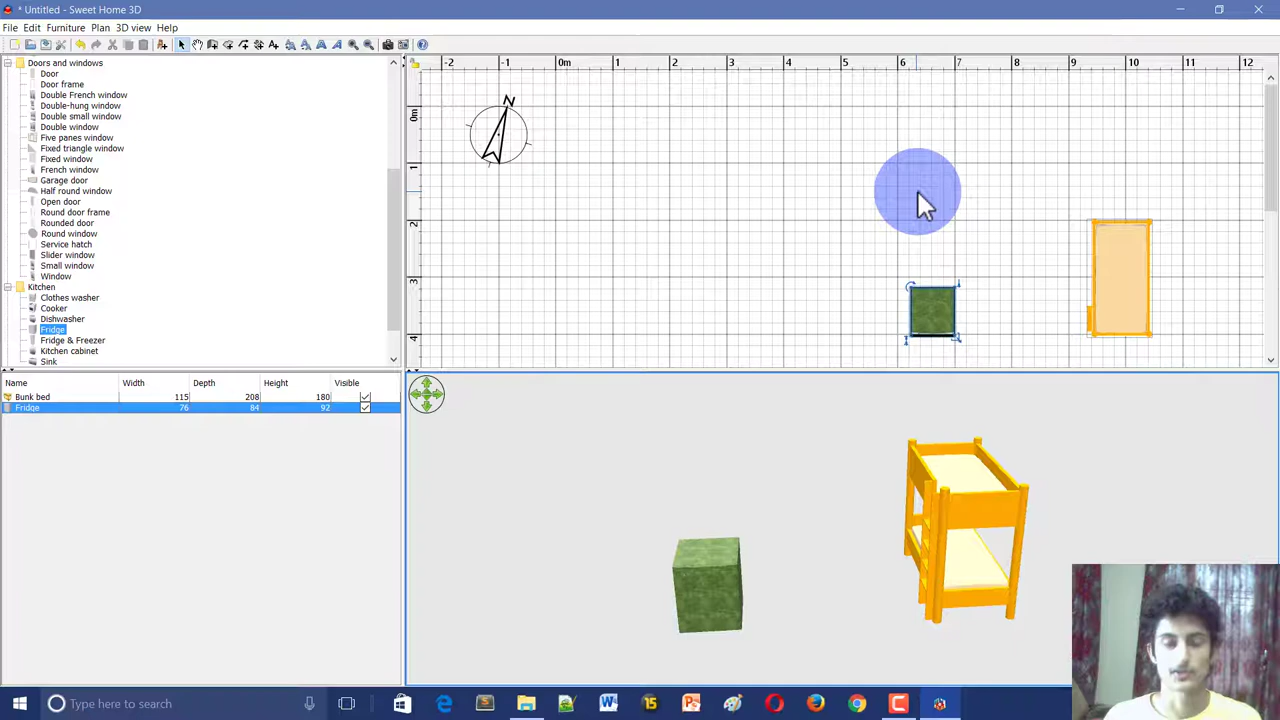 * Untitled - Sweet Home 3D
File Edit Furniture Plan 3D view Help
Doors and windows
Door
Door frame
Double French window
Double-hung window
Double small window
Double window
Five panes window
Fixed triangle window
Fixed window
French window
Garage door
Half round window
Open door
Round door frame
Rounded door
Round window
Service hatch
Slider window
Small window
Window
Kitchen
Clothes washer
Cooker
Dishwasher
Fridge
Fridge & Freezer
Kitchen cabinet
Sink
-2 -1 0m 1 2 3 4 5 6 7 8 9 10 11 12
0m
1
2
3
4
N
Name Width Depth Height Visible
Bunk bed 115 208 180
Fridge 76 84 92
Type here to search